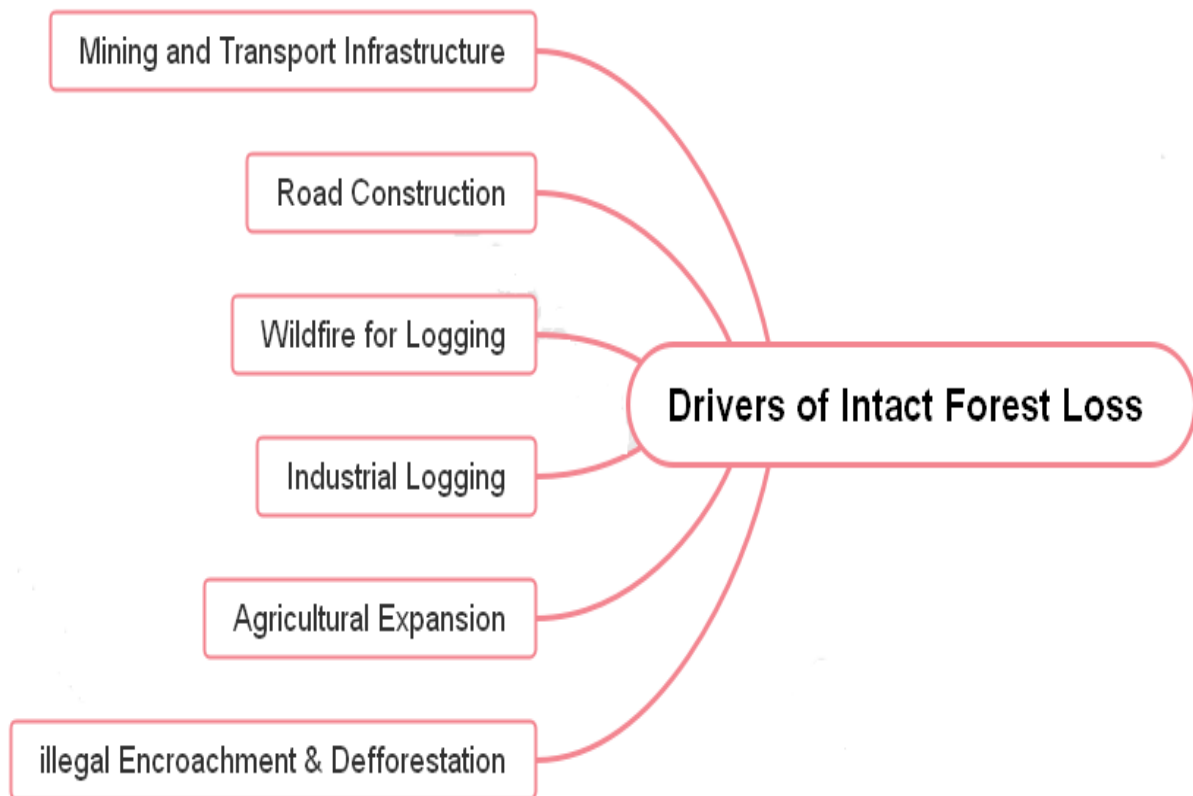 Mining and Transport Infrastructure
Road Construction
Wildfire for Logging
Drivers of Intact Forest Loss
Industrial Logging
Agricultural Expansion
illegal Encroachment & Defforestation